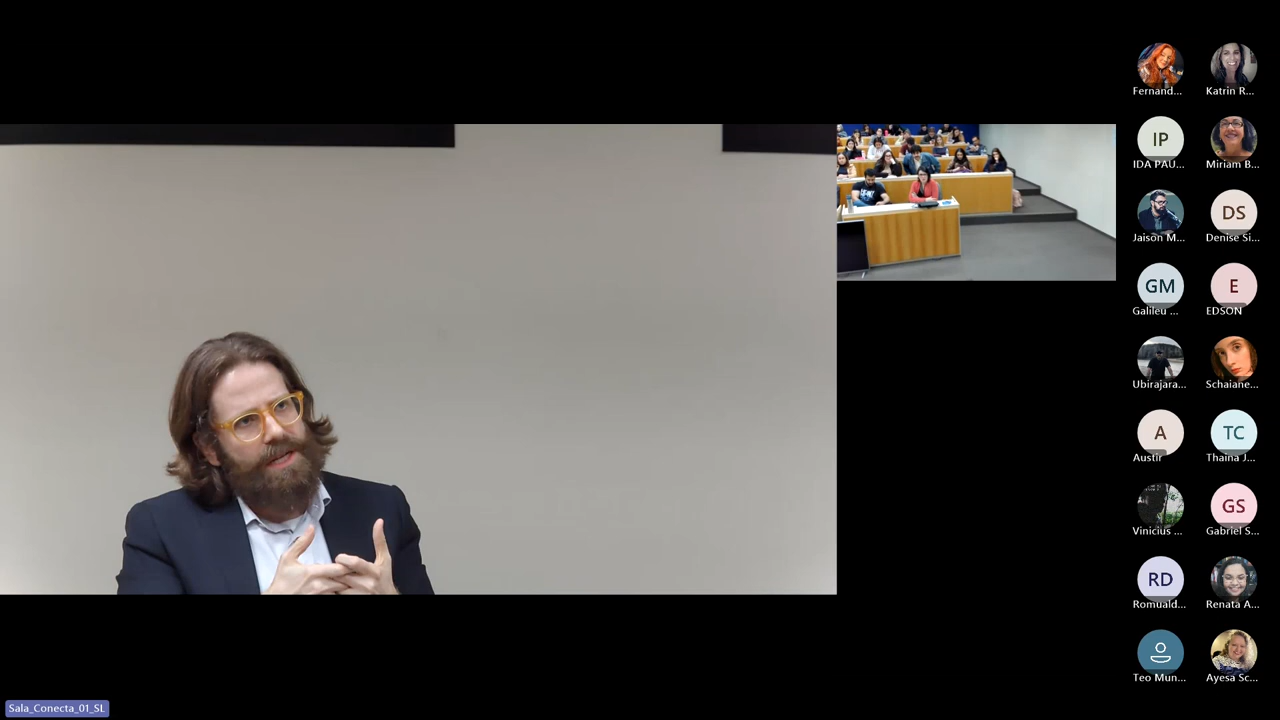 Fernand...
Katrin R...
IP
IDA PAU...
Miriam B...
Jaison M...
DS
Denise Si...
GM
Galileu ...
E
EDSON
Ubirajara...
Schaiane...
A
Austir
TC
Thaina J...
Vinicius ...
GS
Gabriel S...
RD
Romuald...
Renata A...
Teo Mun...
Ayesa Sc...
Sala_Conecta_01_SL